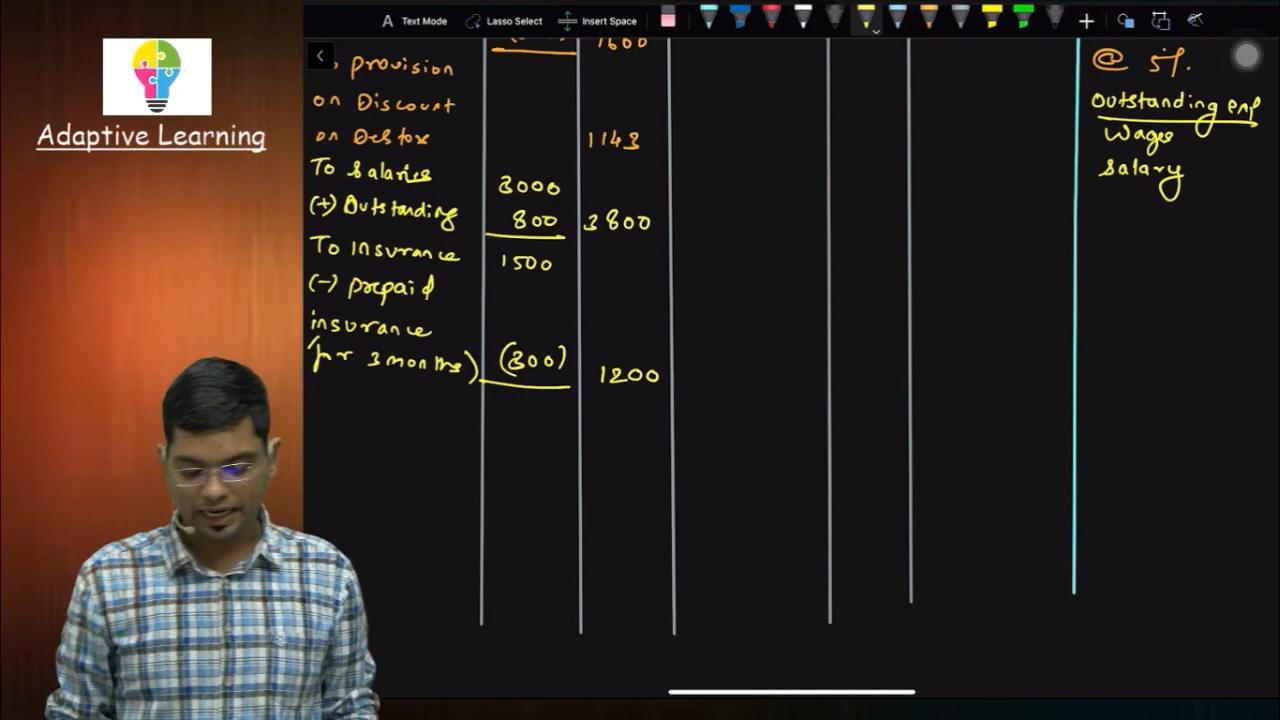 Text Mode
Lasso Select
Insert Space
Adaptive Learning
1600
provision
on Discount
on Debtors 1143
To Salaries 3000
(+) Outstanding 800 3800
To Insurance 1500
(-) prepaid
insurance
for 3 months) (300) 1200
@ 5%.
Outstanding exp
Wages
Salary